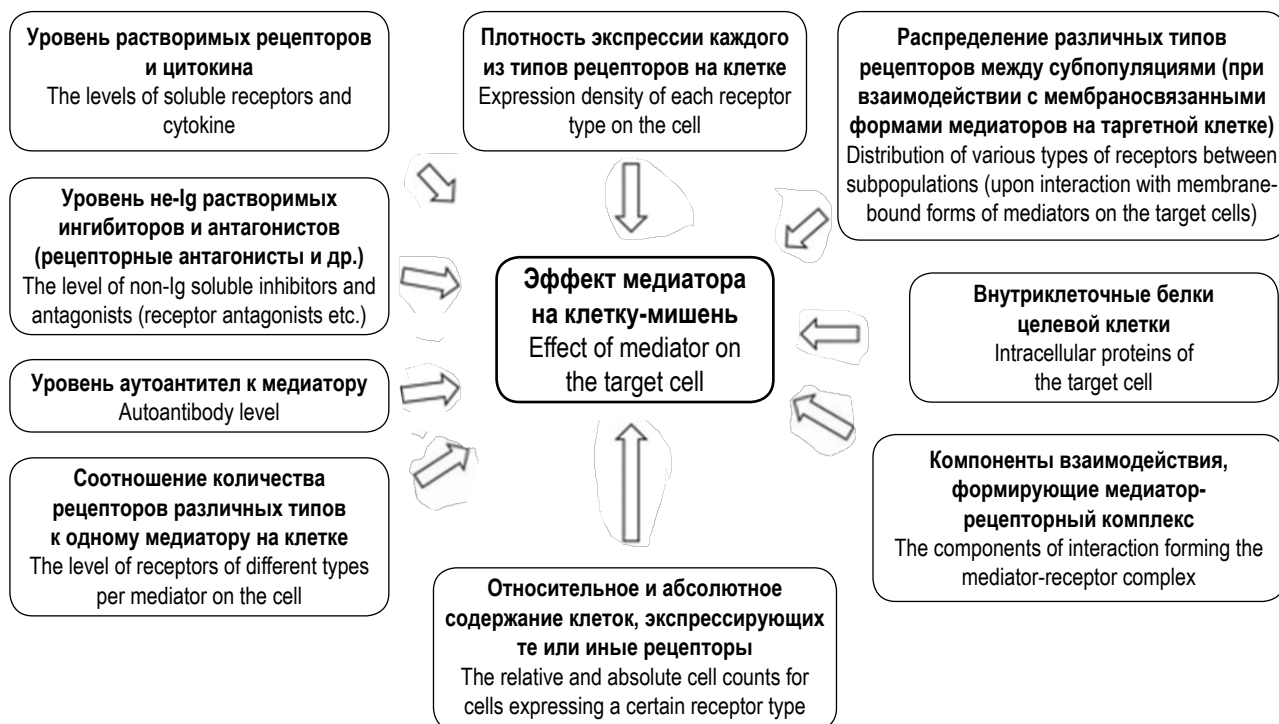 Уровень растворимых рецепторов
и цитокина
The levels of soluble receptors and
cytokine
Плотность экспрессии каждого
из типов рецепторов на клетке
Expression density of each receptor
type on the cell
Распределение различных типов
рецепторов между субпопуляциями (при
взаимодействии с мембраносвязанными
формами медиаторов на таргетной клетке)
Distribution of various types of receptors between
subpopulations (upon interaction with membrane-
bound forms of mediators on the target cells)
Уровень не-Ig растворимых
ингибиторов и антагонистов
(рецепторные антагонисты и др.)
The level of non-Ig soluble inhibitors and
antagonists (receptor antagonists etc.)
Эффект медиатора
на клетку-мишень
Effect of mediator on
the target cell
Внутриклеточные белки
целевой клетки
Intracellular proteins of
the target cell
Уровень аутоантител к медиатору
Autoantibody level
Соотношение количества
рецепторов различных типов
к одному медиатору на клетке
The level of receptors of different types
per mediator on the cell
Компоненты взаимодействия,
формирующие медиатор-
рецепторный комплекс
The components of interaction forming the
mediator-receptor complex
Относительное и абсолютное
содержание клеток, экспрессирующих
те или иные рецепторы
The relative and absolute cell counts for
cells expressing a certain receptor type